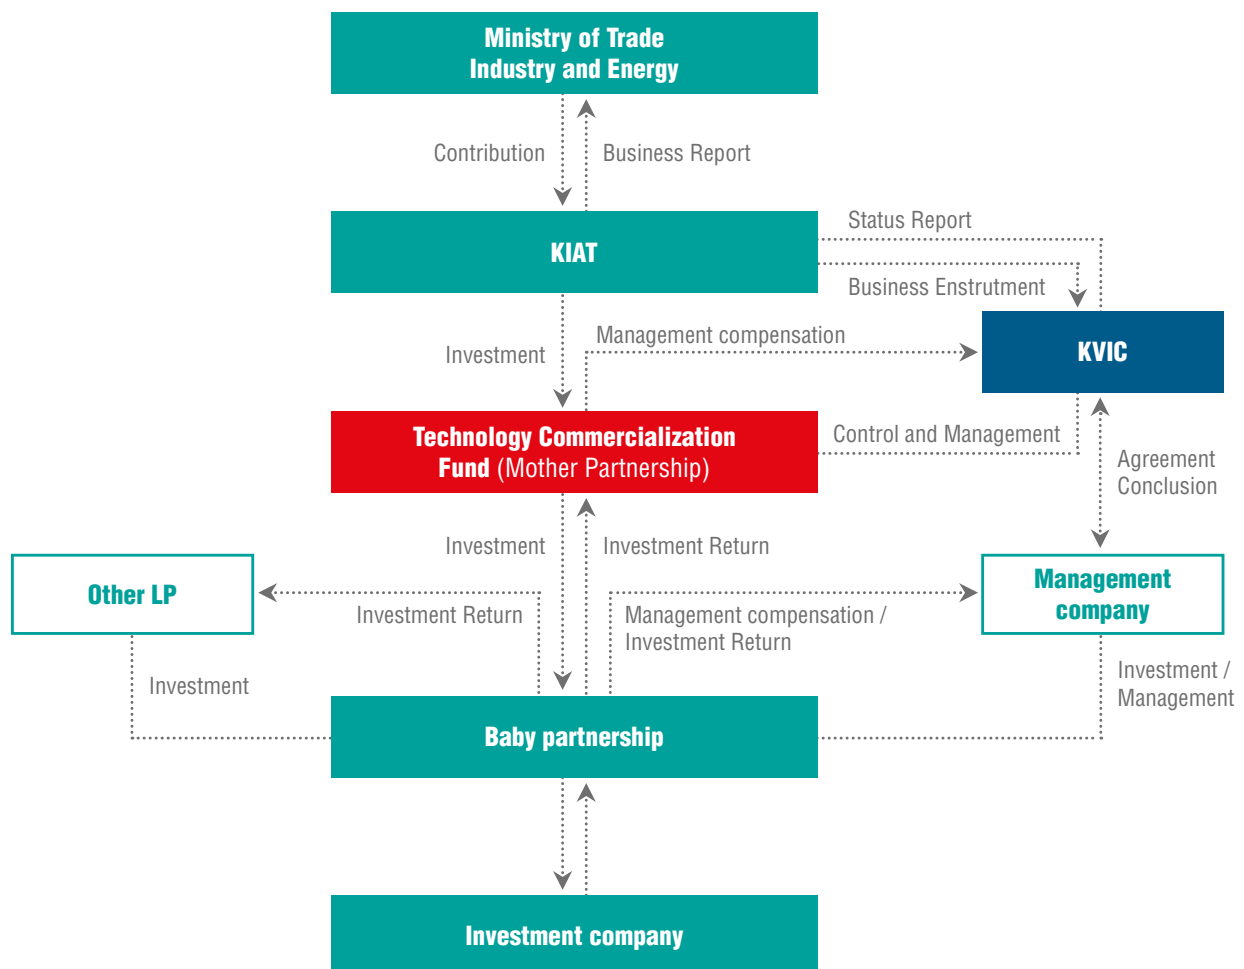 Ministry of Trade
Industry and Energy
Contribution
Business Report
KIAT
Status Report
Business Enstrutment
Investment
Management compensation
KVIC
Technology Commercialization
Fund (Mother Partnership)
Control and Management
Agreement
Conclusion
Investment
Investment Return
Other LP
Investment Return
Management compensation /
Investment Return
Management
company
Investment
Investment /
Management
Baby partnership
Investment company